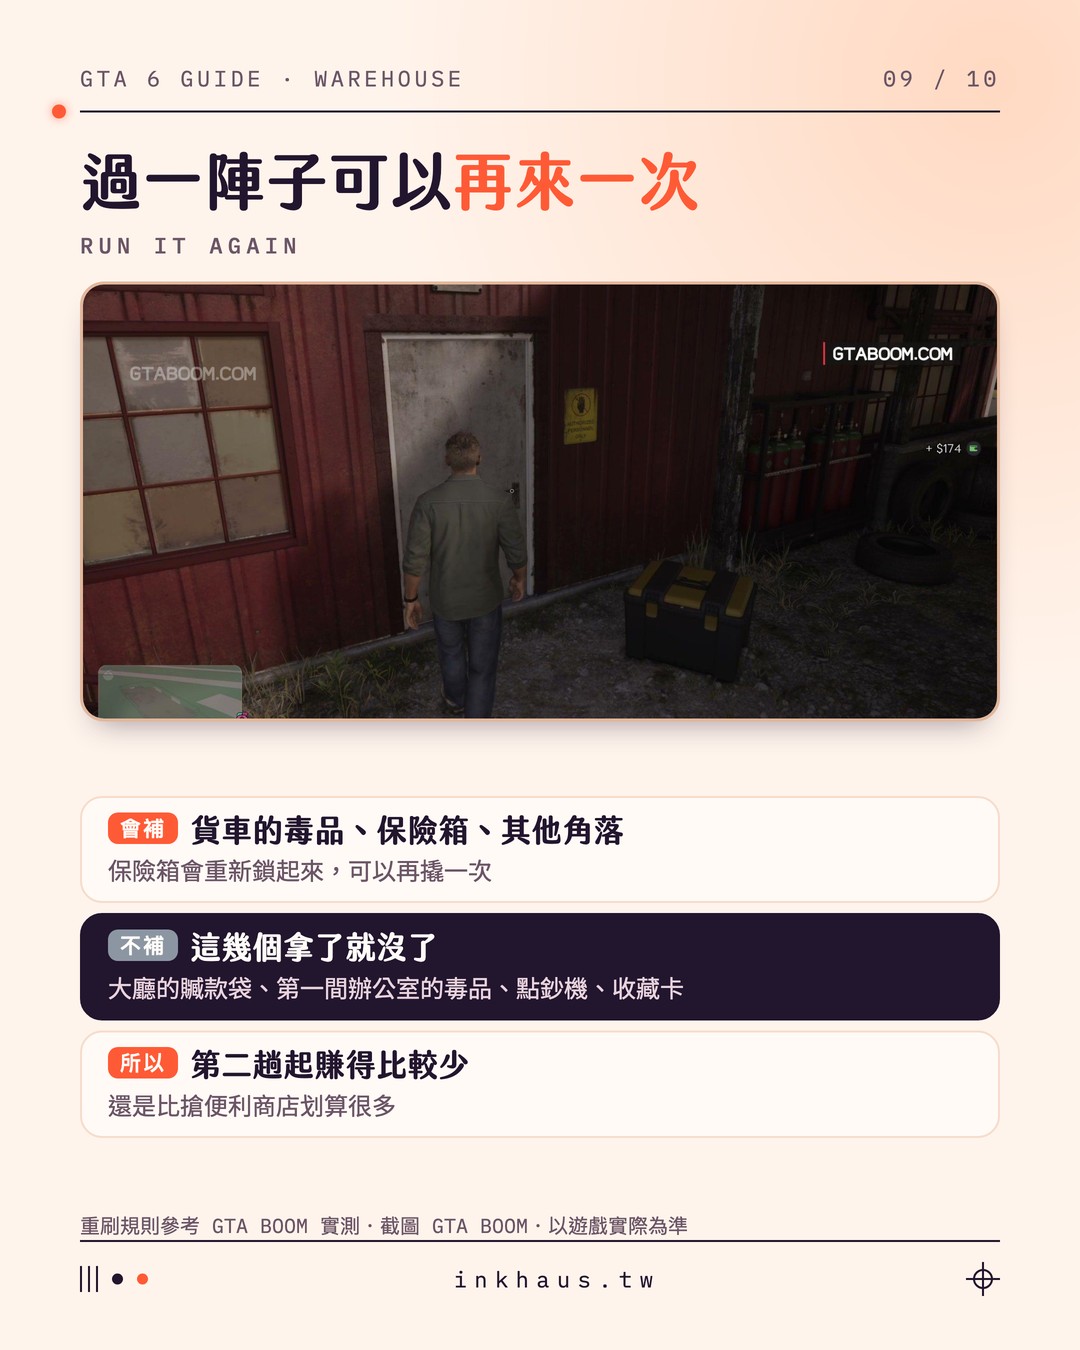 GTA 6 GUIDE · WAREHOUSE
09 / 10
過一陣子可以再來一次
RUN IT AGAIN
GTABOOM.COM
GTABOOM.COM
+ $174
會補 貨車的毒品、保險箱、其他角落
保險箱會重新鎖起來，可以再撬一次
不補 這幾個拿了就沒了
大廳的贓款袋、第一間辦公室的毒品、點鈔機、收藏卡
所以 第二趟起賺得比較少
還是比搶便利商店划算很多
重刷規則參考 GTA BOOM 實測 · 截圖 GTA BOOM · 以遊戲實際為準
inkhaus.tw